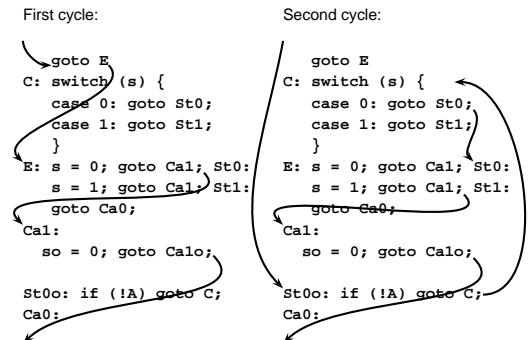 First cycle:
goto E
C: switch (s) {
case 0: goto St0;
case 1: goto St1;
}
E: s = 0; goto Ca1; St0:
s = 1; goto Ca1; St1:
goto Ca0;
Ca1:
so = 0; goto Ca1o;
St0o: if (!A) goto C;
Ca0:
Second cycle:
goto E
C: switch (s) {
case 0: goto St0;
case 1: goto St1;
}
E: s = 0; goto Ca1; St0:
s = 1; goto Ca1; St1:
goto Ca0;
Ca1:
so = 0; goto Ca1o;
St0o: if (!A) goto C;
Ca0: